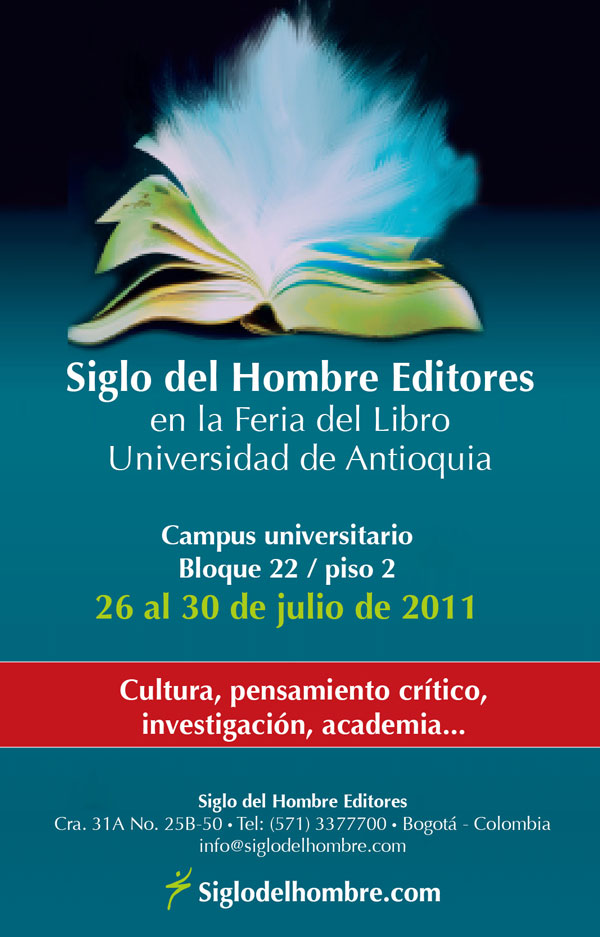 Siglo del Hombre Editores
en la Feria del Libro
Universidad de Antioquia
Campus universitario
Bloque 22 / piso 2
26 al 30 de julio de 2011
Cultura, pensamiento crítico,
investigación, academia...
Siglo del Hombre Editores
Cra. 31A No. 25B-50 • Tel: (571) 3377700 • Bogotá - Colombia
info@siglodelhombre.com
Siglodelhombre.com